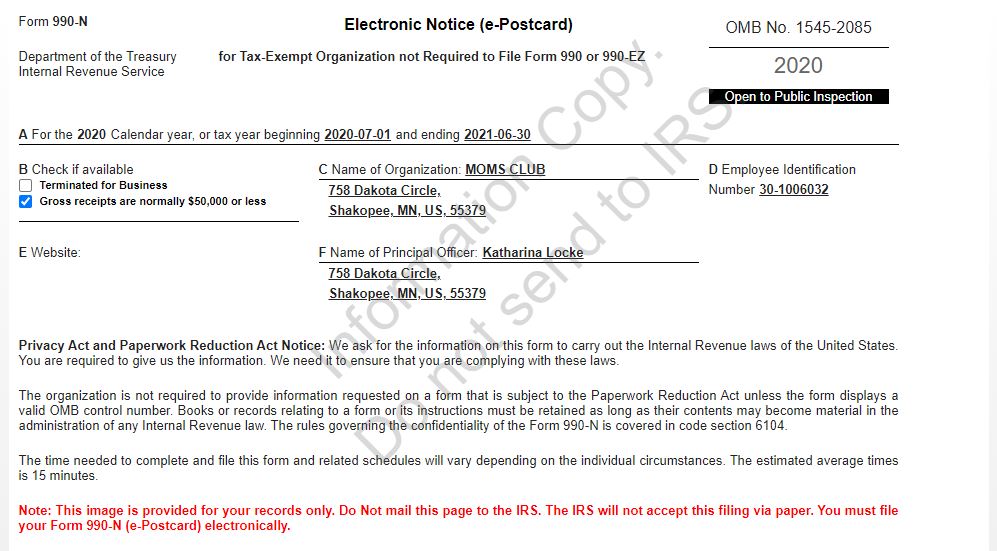 Form 990-N
Electronic Notice (e-Postcard)
OMB No. 1545-2085
Department of the Treasury
Internal Revenue Service
for Tax-Exempt Organization not Required to File Form 990 or 990-EZ
2020
Open to Public Inspection
A For the 2020 Calendar year, or tax year beginning 2020-07-01 and ending 2021-06-30
B Check if available
Terminated for Business
Gross receipts are normally $50,000 or less
C Name of Organization: MOMS CLUB
758 Dakota Circle,
Shakopee, MN, US, 55379
D Employee Identification
Number 30-1006032
E Website:
F Name of Principal Officer: Katharina Locke
758 Dakota Circle,
Shakopee, MN, US, 55379
Privacy Act and Paperwork Reduction Act Notice: We ask for the information on this form to carry out the Internal Revenue laws of the United States.
You are required to give us the information. We need it to ensure that you are complying with these laws.
The organization is not required to provide information requested on a form that is subject to the Paperwork Reduction Act unless the form displays a
valid OMB control number. Books or records relating to a form or its instructions must be retained as long as their contents may become material in the
administration of any Internal Revenue law. The rules governing the confidentiality of the Form 990-N is covered in code section 6104.
The time needed to complete and file this form and related schedules will vary depending on the individual circumstances. The estimated average times
is 15 minutes.
Note: This image is provided for your records only. Do Not mail this page to the IRS. The IRS will not accept this filing via paper. You must file
your Form 990-N (e-Postcard) electronically.
Information Copy.
Do not send to IRS